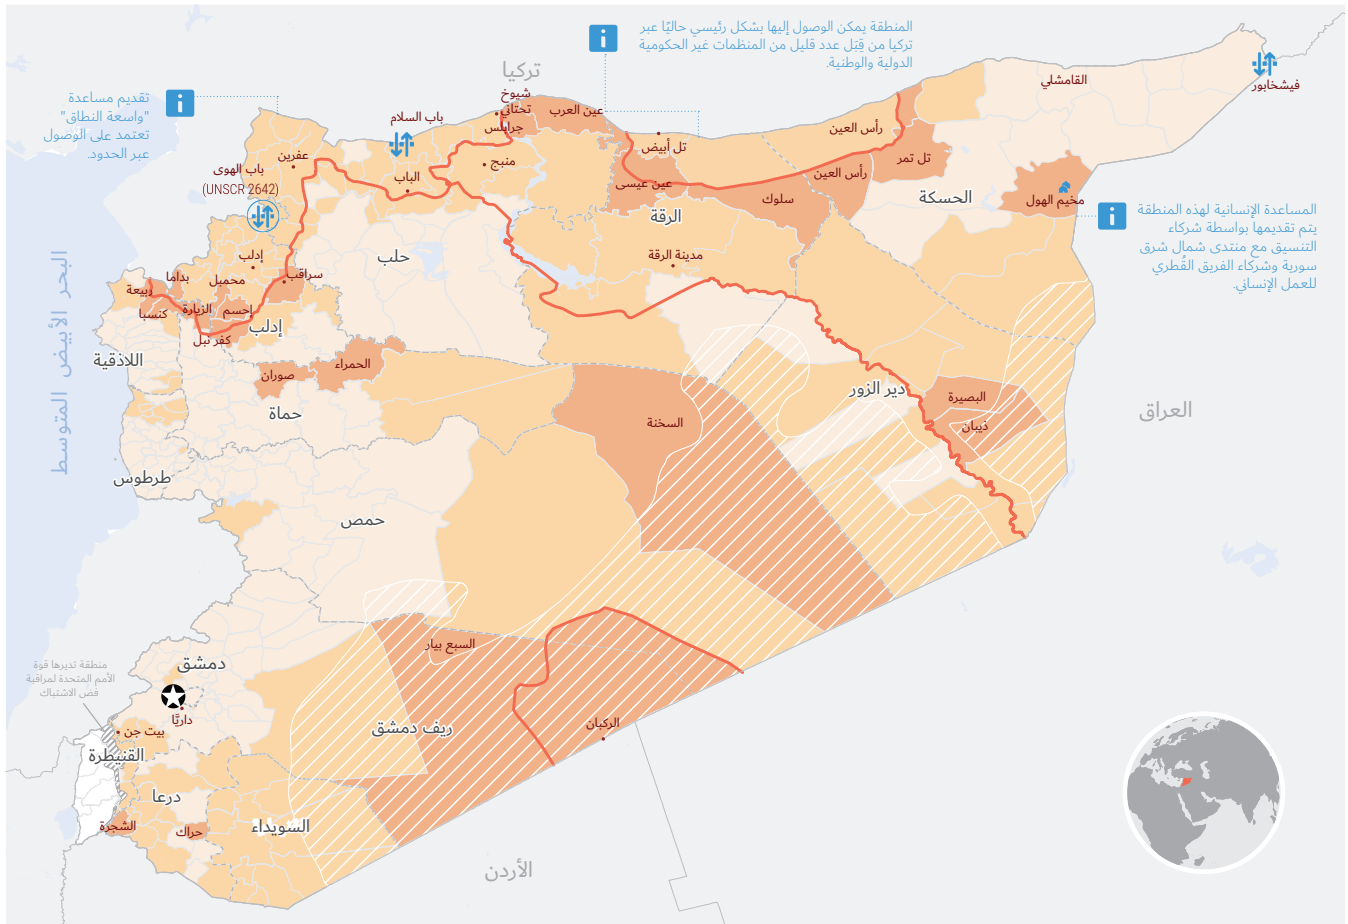 المنطقة يمكن الوصول إليها بشكل رئيسي حاليًا عبر
تركيا من قِبَل عدد قليل من المنظمات غير الحكومية
الدولية والوطنية.
تركيا
فيشخابور
القامشلي
تقديم مساعدة
"واسعة النطاق"
تعتمد على الوصول
عبر الحدود.
شيوخ
تحتاني
جرابلس
عين العرب
باب السلام
رأس العين
تل أبيض
تل تمر
عفرين
منبج
باب الهوى
(UNSCR 2642)
الباب
عين عيسى
رأس العين
سلوك
الحسكة
مخيم الهول
المساعدة الإنسانية لهذه المنطقة
يتم تقديمها بواسطة شركاء
التنسيق مع منتدى شمال شرق
سورية وشركاء الفريق القُطري
للعمل الإنساني.
الرقة
مدينة الرقة
حلب
إدلب
سراقب
محمبل
بداما
ربيعة
كنسبا
الزيارة
إحسم
إدلب
كفر نبل
البحر الأبيض المتوسط
اللاذقية
الحمراء
صوران
حماة
دير الزور
البصيرة
ذيبان
العراق
السخنة
طرطوس
حمص
السبع بيار
دمشق
منطقة تديرها قوة
الأمم المتحدة لمراقبة
فض الاشتباك
داريَّا
بيت جن
ريف دمشق
الركبان
القنيطرة
درعا
الشجرة
حراك
السويداء
الأردن